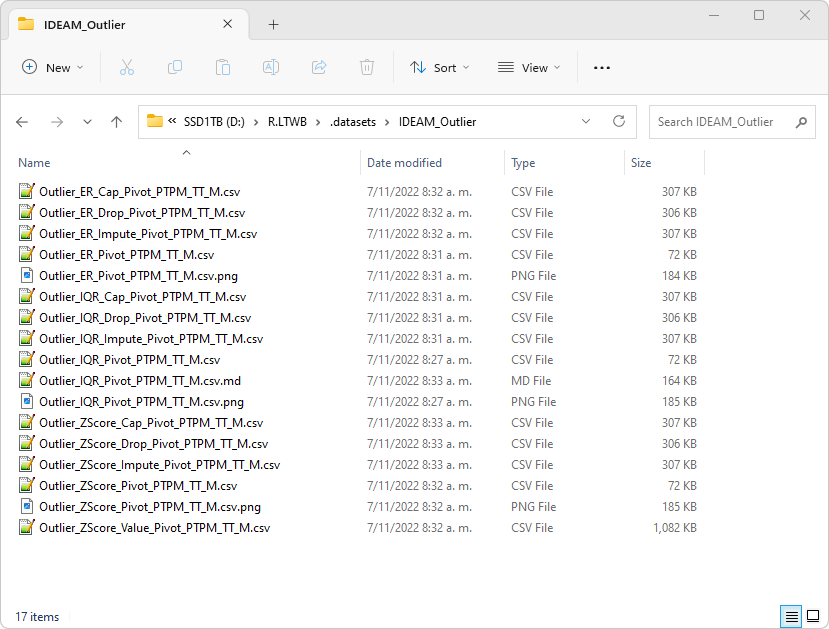 IDEAM_Outlier
New Sort View
« SSD1TB (D:) › R.LTWB › .datasets › IDEAM_Outlier Search IDEAM_Outlier
Name Date modified Type Size
Outlier_ER_Cap_Pivot_PTPM_TT_M.csv 7/11/2022 8:32 a. m. CSV File 307 KB
Outlier_ER_Drop_Pivot_PTPM_TT_M.csv 7/11/2022 8:32 a. m. CSV File 306 KB
Outlier_ER_Impute_Pivot_PTPM_TT_M.csv 7/11/2022 8:32 a. m. CSV File 307 KB
Outlier_ER_Pivot_PTPM_TT_M.csv 7/11/2022 8:31 a. m. CSV File 72 KB
Outlier_ER_Pivot_PTPM_TT_M.csv.png 7/11/2022 8:31 a. m. PNG File 184 KB
Outlier_IQR_Cap_Pivot_PTPM_TT_M.csv 7/11/2022 8:31 a. m. CSV File 307 KB
Outlier_IQR_Drop_Pivot_PTPM_TT_M.csv 7/11/2022 8:31 a. m. CSV File 306 KB
Outlier_IQR_Impute_Pivot_PTPM_TT_M.csv 7/11/2022 8:31 a. m. CSV File 307 KB
Outlier_IQR_Pivot_PTPM_TT_M.csv 7/11/2022 8:27 a. m. CSV File 72 KB
Outlier_IQR_Pivot_PTPM_TT_M.csv.md 7/11/2022 8:33 a. m. MD File 164 KB
Outlier_IQR_Pivot_PTPM_TT_M.csv.png 7/11/2022 8:27 a. m. PNG File 185 KB
Outlier_ZScore_Cap_Pivot_PTPM_TT_M.csv 7/11/2022 8:33 a. m. CSV File 307 KB
Outlier_ZScore_Drop_Pivot_PTPM_TT_M.csv 7/11/2022 8:33 a. m. CSV File 306 KB
Outlier_ZScore_Impute_Pivot_PTPM_TT_M.csv 7/11/2022 8:33 a. m. CSV File 307 KB
Outlier_ZScore_Pivot_PTPM_TT_M.csv 7/11/2022 8:32 a. m. CSV File 72 KB
Outlier_ZScore_Pivot_PTPM_TT_M.csv.png 7/11/2022 8:32 a. m. PNG File 185 KB
Outlier_ZScore_Value_Pivot_PTPM_TT_M.csv 7/11/2022 8:32 a. m. CSV File 1,082 KB
17 items